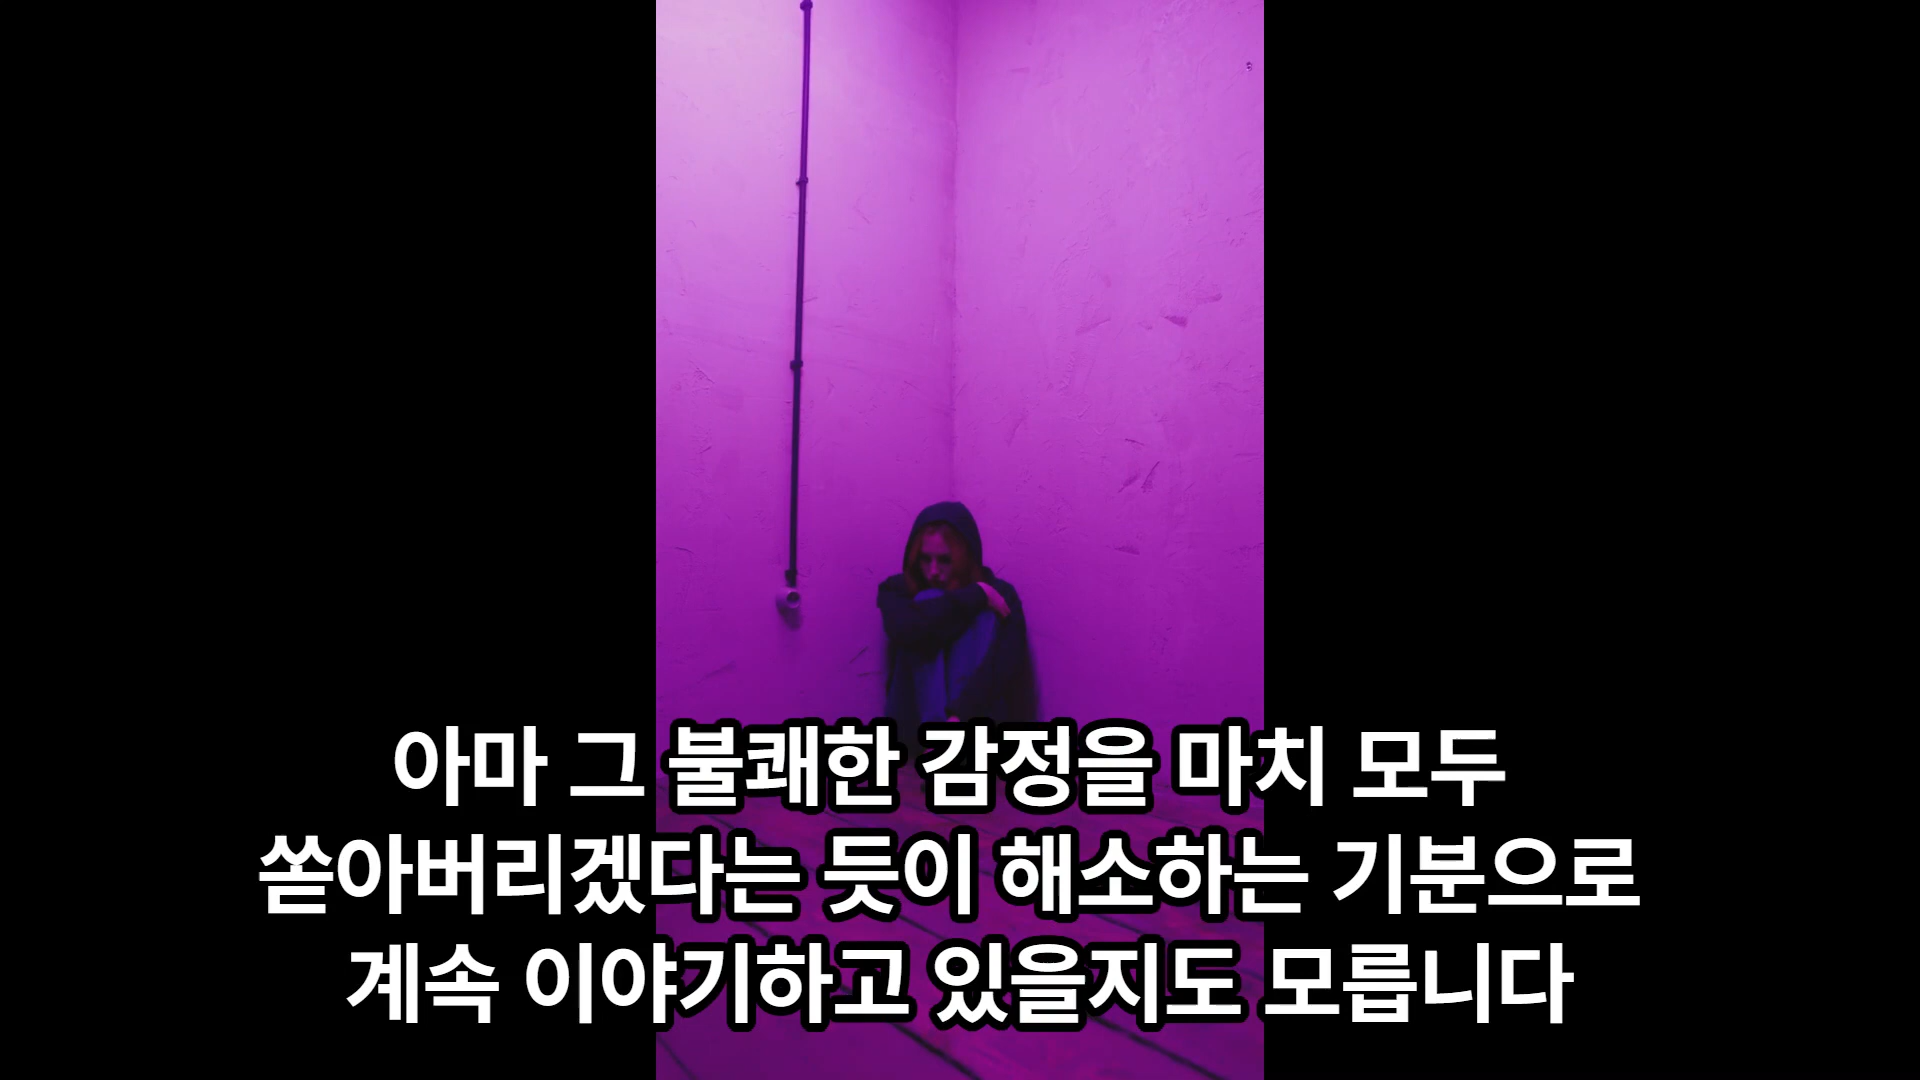 아마 그 불쾌한 감정을 마치 모두
쏟아버리겠다는 듯이 해소하는 기분으로
계속 이야기하고 있을지도 모릅니다